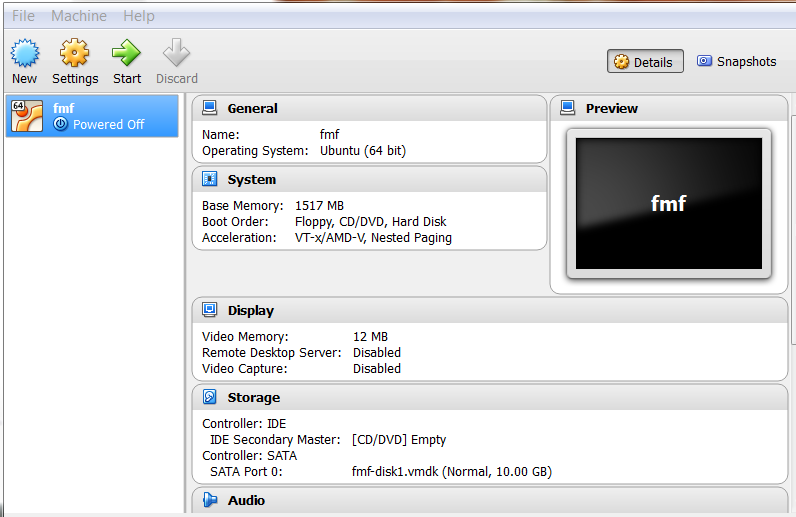 File Machine Help
New Settings Start Discard
Details Snapshots
64
fmf
Powered Off
General
Name: fmf
Operating System: Ubuntu (64 bit)
System
Base Memory: 1517 MB
Boot Order: Floppy, CD/DVD, Hard Disk
Acceleration: VT-x/AMD-V, Nested Paging
Preview
fmf
Display
Video Memory: 12 MB
Remote Desktop Server: Disabled
Video Capture: Disabled
Storage
Controller: IDE
IDE Secondary Master: [CD/DVD] Empty
Controller: SATA
SATA Port 0: fmf-disk1.vmdk (Normal, 10.00 GB)
Audio